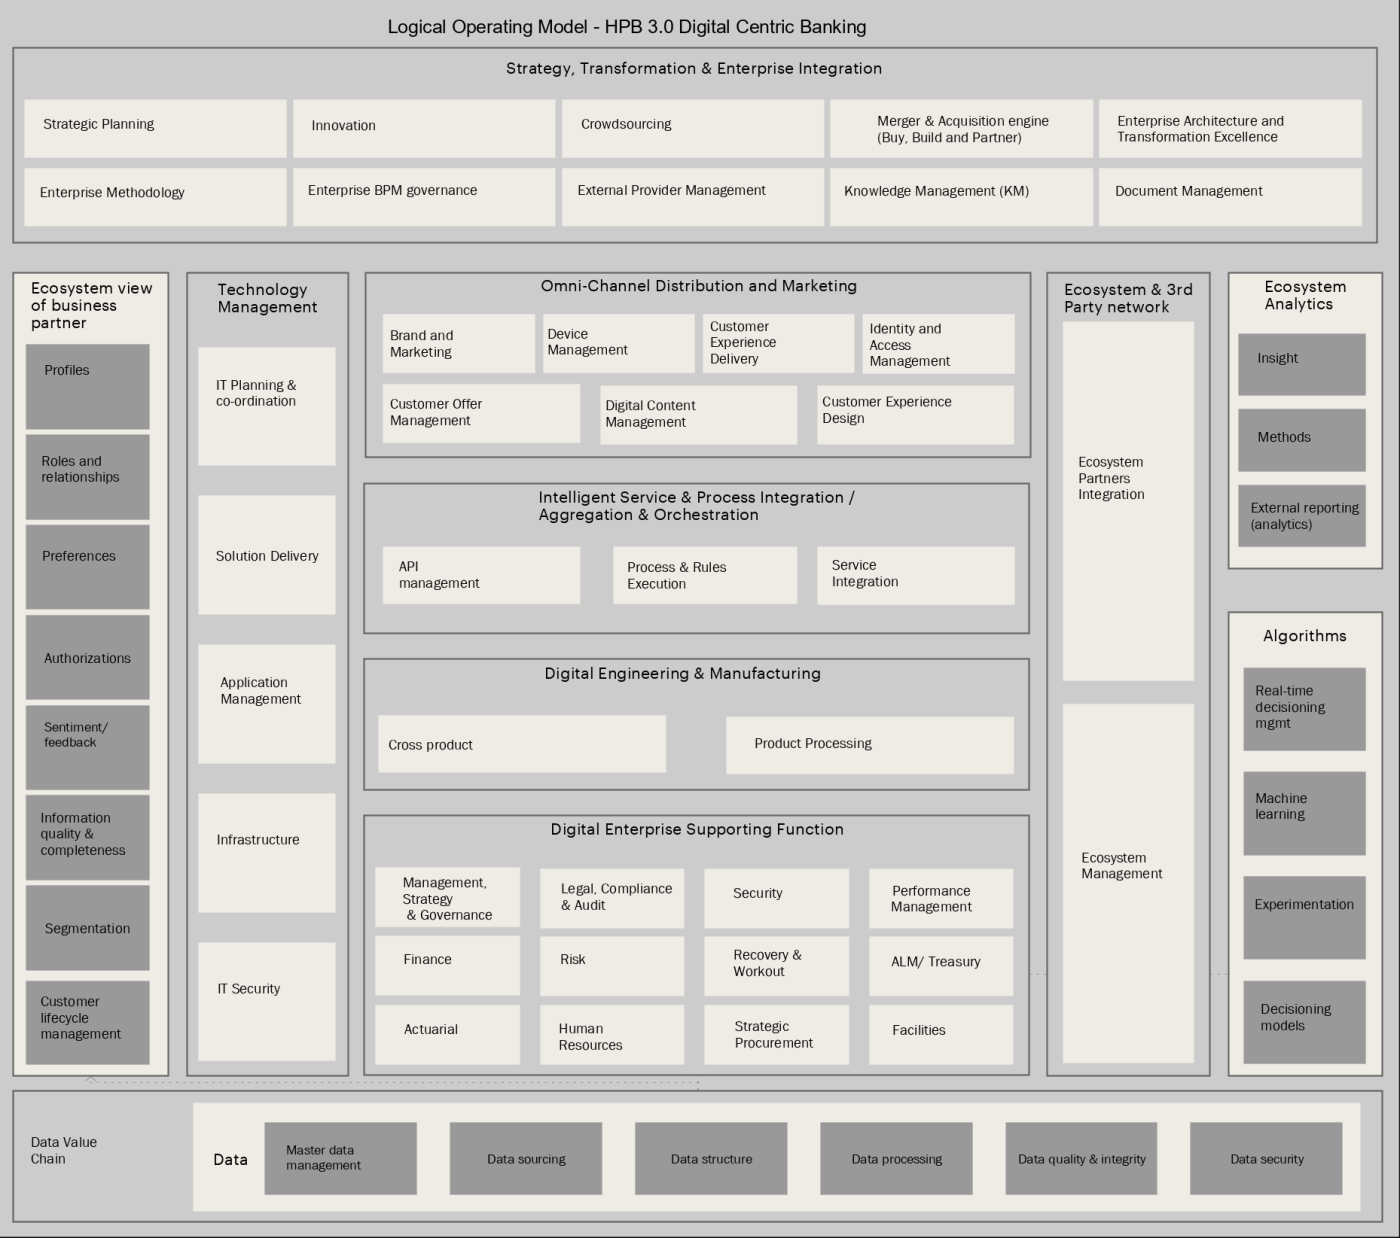 Logical Operating Model - HPB 3.0 Digital Centric Banking
Strategy, Transformation & Enterprise Integration
Strategic Planning
Innovation
Crowdsourcing
Merger & Acquisition engine
(Buy, Build and Partner)
Enterprise Architecture and
Transformation Excellence
Enterprise Methodology
Enterprise BPM governance
External Provider Management
Knowledge Management (KM)
Document Management
Ecosystem view
of business
partner
Profiles
Roles and
relationships
Preferences
Authorizations
Sentiment/
feedback
Information
quality &
completeness
Segmentation
Customer
lifecycle
management
Technology
Management
IT Planning &
co-ordination
Solution Delivery
Application
Management
Infrastructure
IT Security
Omni-Channel Distribution and Marketing
Brand and
Marketing
Device
Management
Customer
Experience
Delivery
Identity and
Access
Management
Customer Offer
Management
Digital Content
Management
Customer Experience
Design
Intelligent Service & Process Integration /
Aggregation & Orchestration
API
management
Process & Rules
Execution
Service
Integration
Digital Engineering & Manufacturing
Cross product
Product Processing
Digital Enterprise Supporting Function
Management,
Strategy
& Governance
Legal, Compliance
& Audit
Security
Performance
Management
Finance
Risk
Recovery &
Workout
ALM/ Treasury
Actuarial
Human
Resources
Strategic
Procurement
Facilities
Ecosystem & 3rd
Party network
Ecosystem
Partners
Integration
Ecosystem
Management
Ecosystem
Analytics
Insight
Methods
External reporting
(analytics)
Algorithms
Real-time
decisioning
mgmt
Machine
learning
Experimentation
Decisioning
models
Data Value
Chain
Data
Master data
management
Data sourcing
Data structure
Data processing
Data quality & integrity
Data security